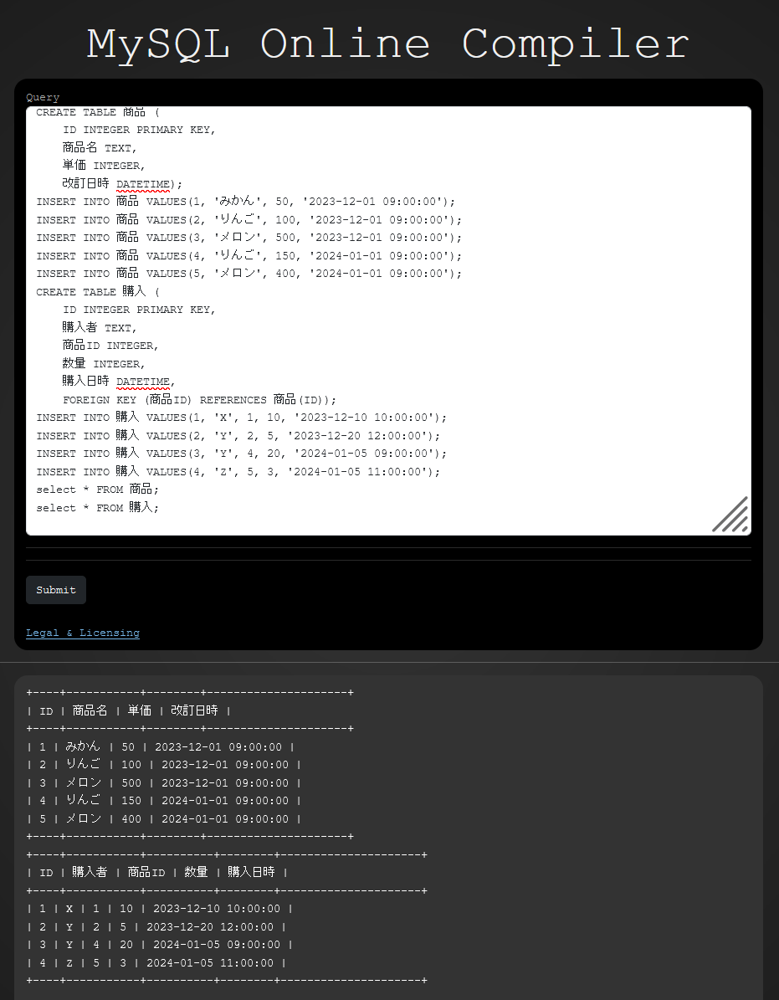 MySQL Online Compiler
Query
CREATE TABLE 商品 (
    ID INTEGER PRIMARY KEY,
    商品名 TEXT,
    単価 INTEGER,
    改訂日時 DATETIME);
INSERT INTO 商品 VALUES(1, 'みかん', 50, '2023-12-01 09:00:00');
INSERT INTO 商品 VALUES(2, 'りんご', 100, '2023-12-01 09:00:00');
INSERT INTO 商品 VALUES(3, 'メロン', 500, '2023-12-01 09:00:00');
INSERT INTO 商品 VALUES(4, 'りんご', 150, '2024-01-01 09:00:00');
INSERT INTO 商品 VALUES(5, 'メロン', 400, '2024-01-01 09:00:00');
CREATE TABLE 購入 (
    ID INTEGER PRIMARY KEY,
    購入者 TEXT,
    商品ID INTEGER,
    数量 INTEGER,
    購入日時 DATETIME,
    FOREIGN KEY (商品ID) REFERENCES 商品(ID));
INSERT INTO 購入 VALUES(1, 'X', 1, 10, '2023-12-10 10:00:00');
INSERT INTO 購入 VALUES(2, 'Y', 2, 5, '2023-12-20 12:00:00');
INSERT INTO 購入 VALUES(3, 'Y', 4, 20, '2024-01-05 09:00:00');
INSERT INTO 購入 VALUES(4, 'Z', 5, 3, '2024-01-05 11:00:00');
select * FROM 商品;
select * FROM 購入;
Submit
Legal & Licensing
+----+-----------+--------+---------------------+
| ID | 商品名 | 単価 | 改訂日時 |
+----+-----------+--------+---------------------+
| 1 | みかん | 50 | 2023-12-01 09:00:00 |
| 2 | りんご | 100 | 2023-12-01 09:00:00 |
| 3 | メロン | 500 | 2023-12-01 09:00:00 |
| 4 | りんご | 150 | 2024-01-01 09:00:00 |
| 5 | メロン | 400 | 2024-01-01 09:00:00 |
+----+-----------+--------+---------------------+
+----+-----------+----------+--------+---------------------+
| ID | 購入者 | 商品ID | 数量 | 購入日時 |
+----+-----------+----------+--------+---------------------+
| 1 | X | 1 | 10 | 2023-12-10 10:00:00 |
| 2 | Y | 2 | 5 | 2023-12-20 12:00:00 |
| 3 | Y | 4 | 20 | 2024-01-05 09:00:00 |
| 4 | Z | 5 | 3 | 2024-01-05 11:00:00 |
+----+-----------+----------+--------+---------------------+